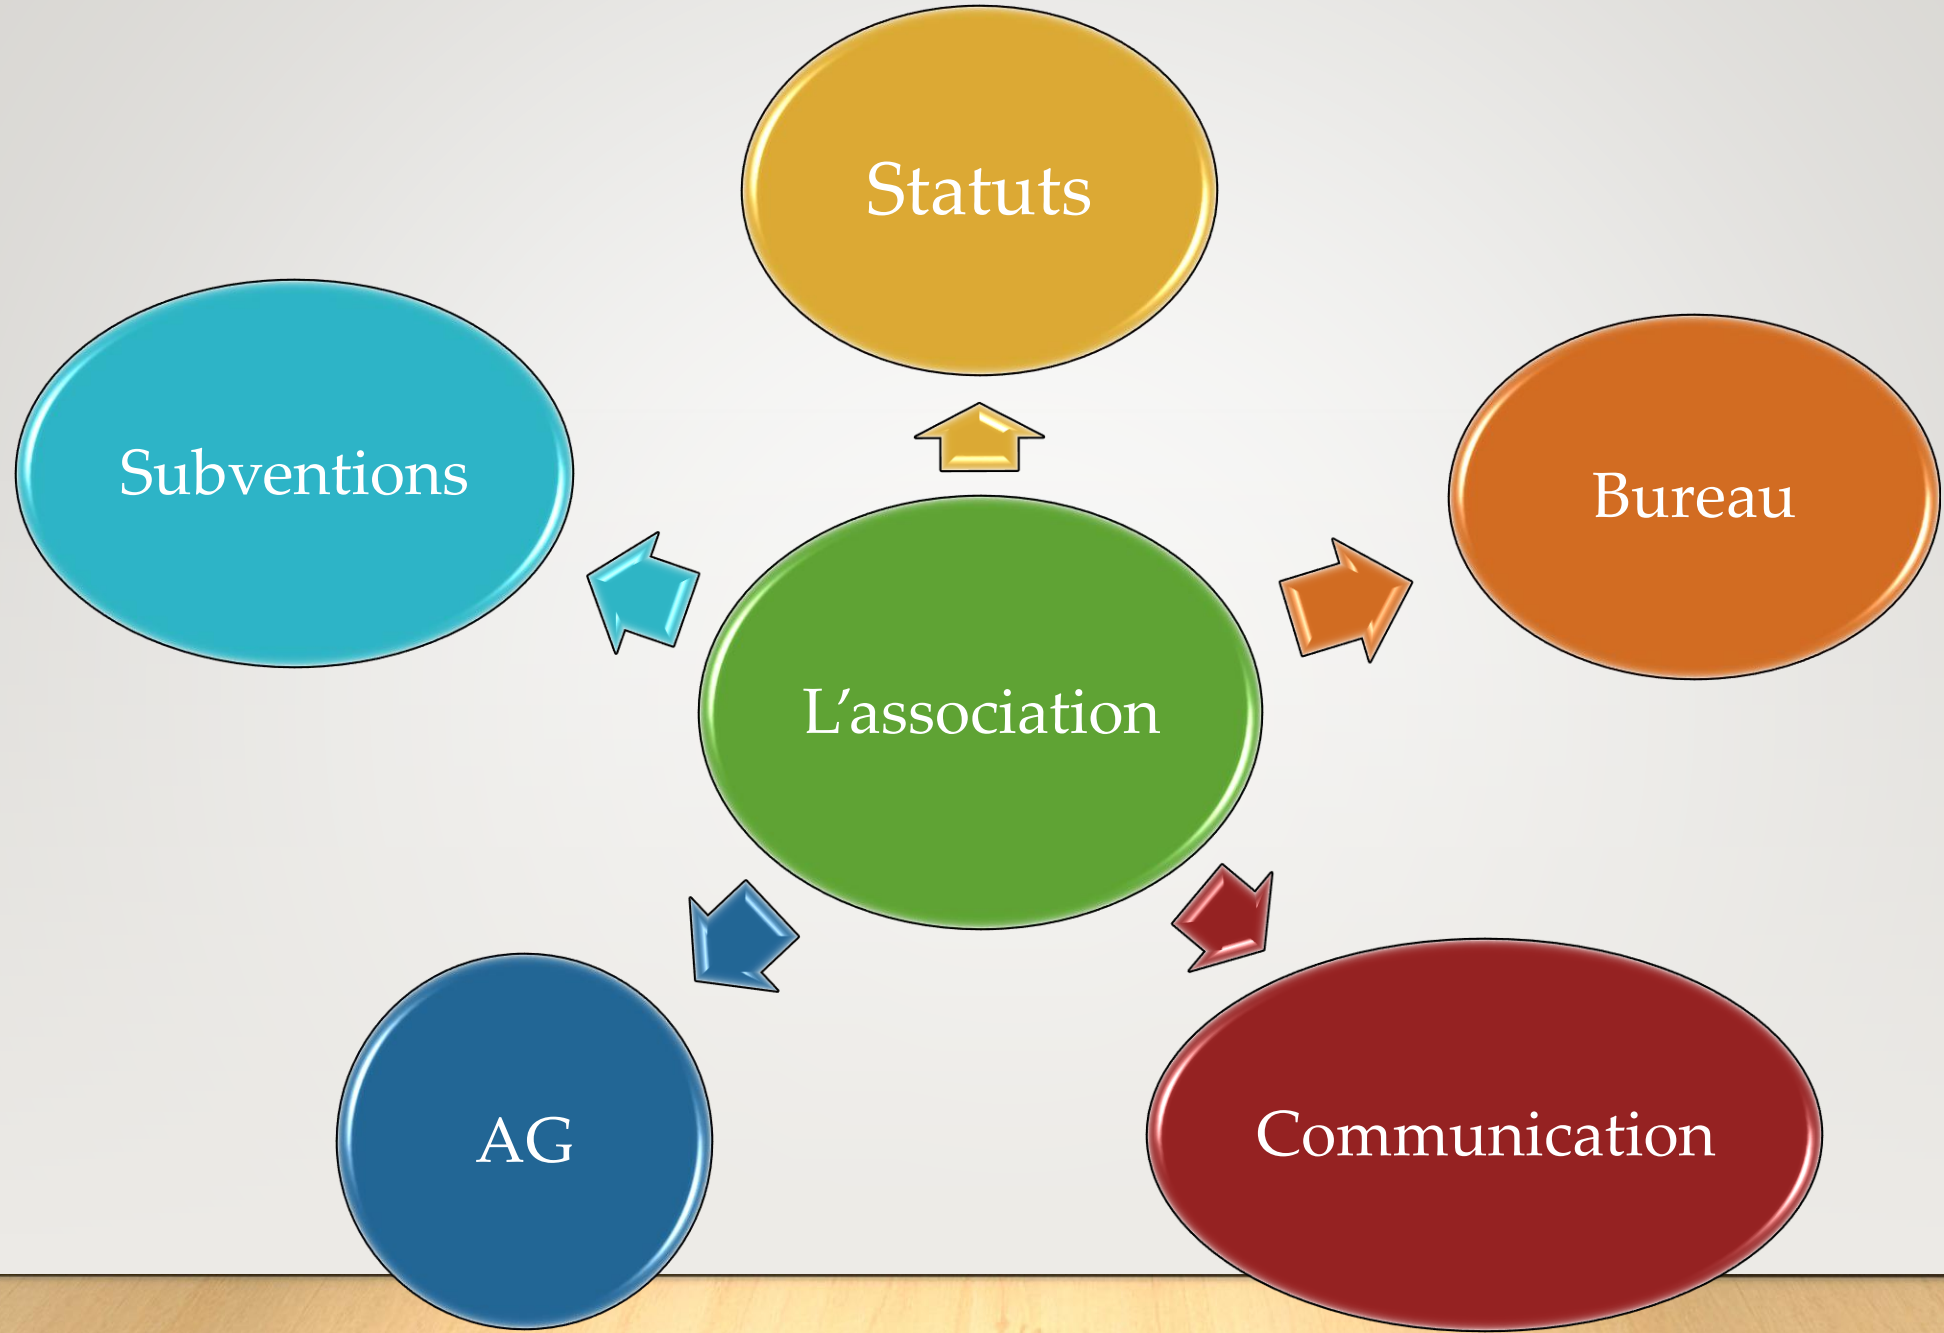 Statuts
Subventions
Bureau
L’association
AG
Communication